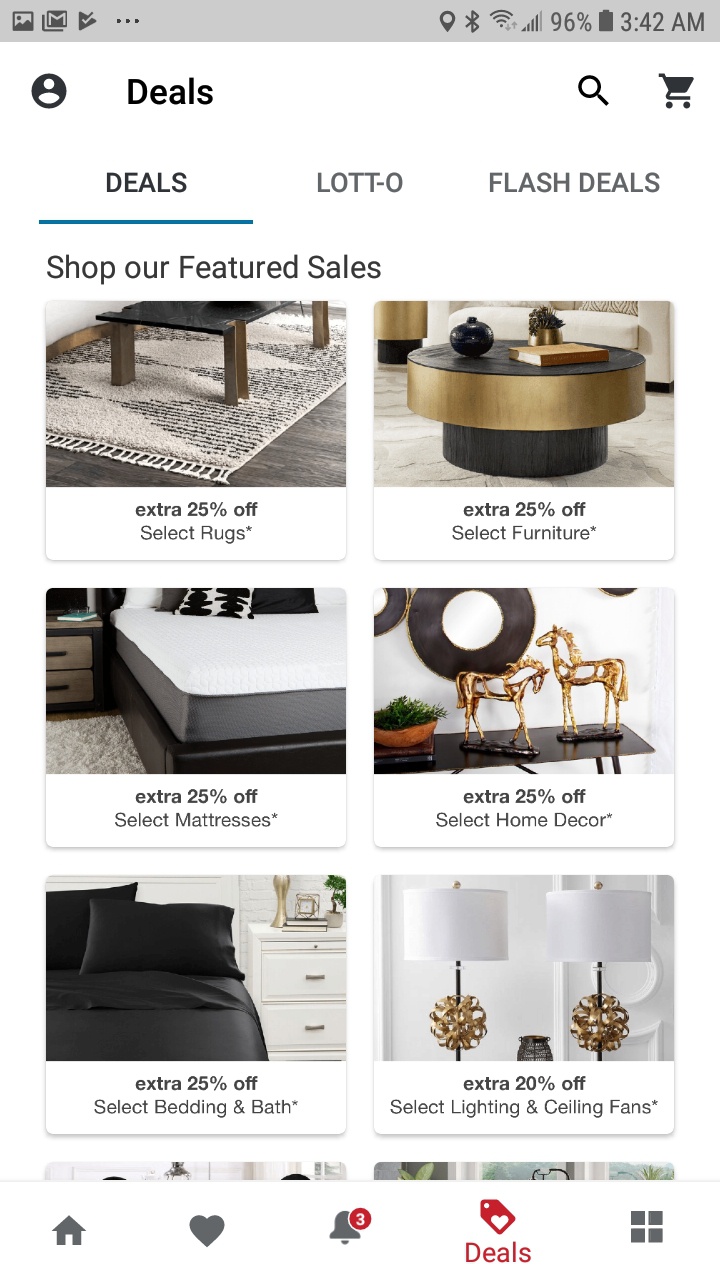 96% 3:42 AM
Deals
DEALS LOTT-O FLASH DEALS
Shop our Featured Sales
extra 25% off
Select Rugs*
extra 25% off
Select Furniture*
extra 25% off
Select Mattresses*
extra 25% off
Select Home Decor*
extra 25% off
Select Bedding & Bath*
extra 20% off
Select Lighting & Ceiling Fans*
3
Deals